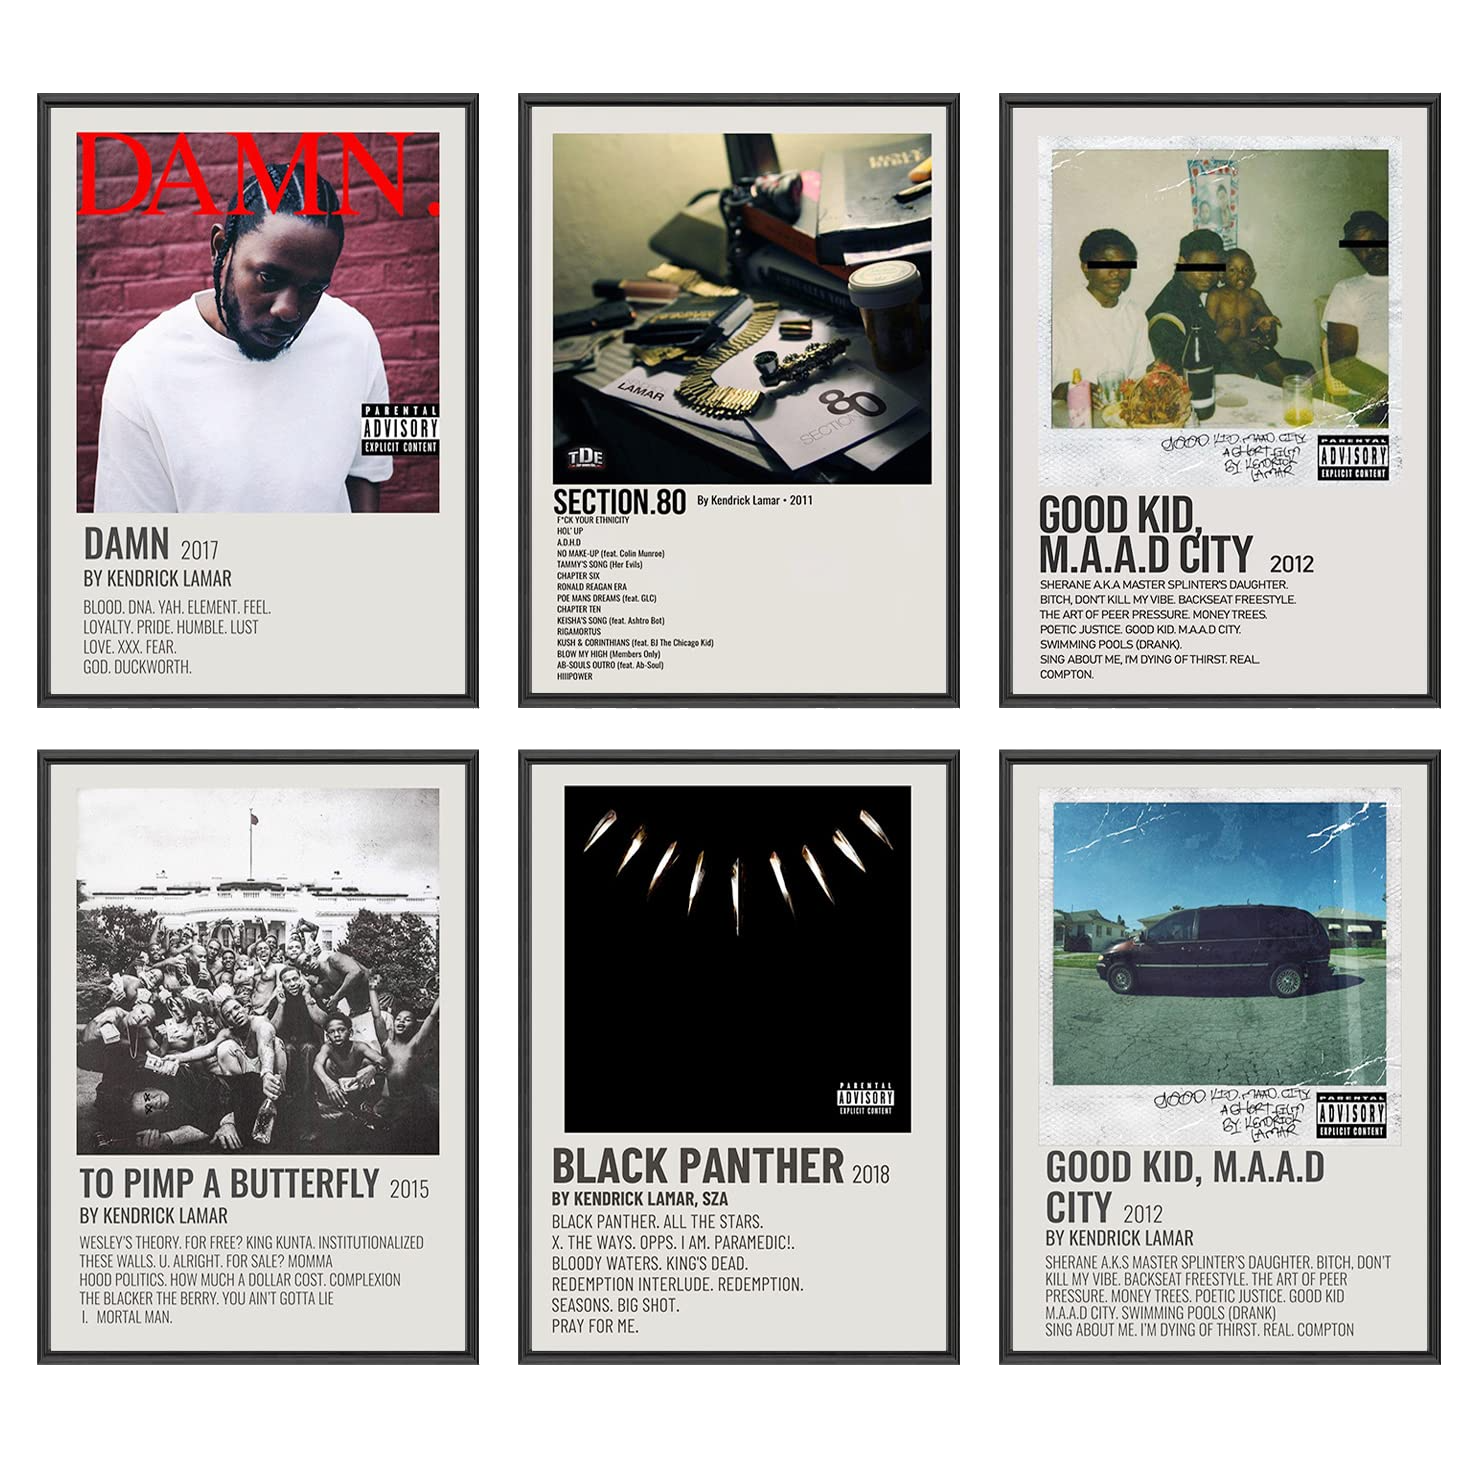 DAMN.
PARENTAL
ADVISORY
EXPLICIT CONTENT
DAMN 2017
BY KENDRICK LAMAR
BLOOD. DNA. YAH. ELEMENT. FEEL.
LOYALTY. PRIDE. HUMBLE. LUST
LOVE. XXX. FEAR.
GOD. DUCKWORTH.
HOLY
BIBLE
LAMAR
80
SECTION
TDE
SECTION.80 By Kendrick Lamar • 2011
F*CK YOUR ETHNICITY
HOL' UP
A.D.H.D
NO MAKE-UP (feat. Colin Munroe)
TAMMY'S SONG (Her Evils)
CHAPTER SIX
RONALD REAGAN ERA
POE MANS DREAMS (feat. GLC)
CHAPTER TEN
KEISHA'S SONG (feat. Ashtro Bot)
RIGAMORTUS
KUSH & CORINTHIANS (feat. BJ The Chicago Kid)
BLOW MY HIGH (Members Only)
AB-SOULS OUTRO (feat. Ab-Soul)
HIIIPOWER
GOOD KID, MAAD CITY
A SHORT FILM
BY KENDRICK
LAMAR
PARENTAL
ADVISORY
EXPLICIT CONTENT
GOOD KID,
M.A.A.D CITY 2012
SHERANE A.K.A MASTER SPLINTER'S DAUGHTER.
BITCH, DON'T KILL MY VIBE. BACKSEAT FREESTYLE.
THE ART OF PEER PRESSURE. MONEY TREES.
POETIC JUSTICE. GOOD KID. M.A.A.D CITY.
SWIMMING POOLS (DRANK).
SING ABOUT ME, I'M DYING OF THIRST. REAL.
COMPTON.
TO PIMP A BUTTERFLY 2015
BY KENDRICK LAMAR
WESLEY'S THEORY. FOR FREE? KING KUNTA. INSTITUTIONALIZED
THESE WALLS. U. ALRIGHT. FOR SALE? MOMMA
HOOD POLITICS. HOW MUCH A DOLLAR COST. COMPLEXION
THE BLACKER THE BERRY. YOU AIN'T GOTTA LIE
I. MORTAL MAN.
PARENTAL
ADVISORY
EXPLICIT CONTENT
BLACK PANTHER 2018
BY KENDRICK LAMAR, SZA
BLACK PANTHER. ALL THE STARS.
X. THE WAYS. OPPS. I AM. PARAMEDIC!.
BLOODY WATERS. KING'S DEAD.
REDEMPTION INTERLUDE. REDEMPTION.
SEASONS. BIG SHOT.
PRAY FOR ME.
GOOD KID, MAAD CITY
A SHORT FILM
BY KENDRICK
LAMAR
PARENTAL
ADVISORY
EXPLICIT CONTENT
GOOD KID, M.A.A.D
CITY 2012
BY KENDRICK LAMAR
SHERANE A.K.S MASTER SPLINTER'S DAUGHTER. BITCH, DON'T
KILL MY VIBE. BACKSEAT FREESTYLE. THE ART OF PEER
PRESSURE. MONEY TREES. POETIC JUSTICE. GOOD KID
M.A.A.D CITY. SWIMMING POOLS (DRANK)
SING ABOUT ME. I'M DYING OF THIRST. REAL. COMPTON